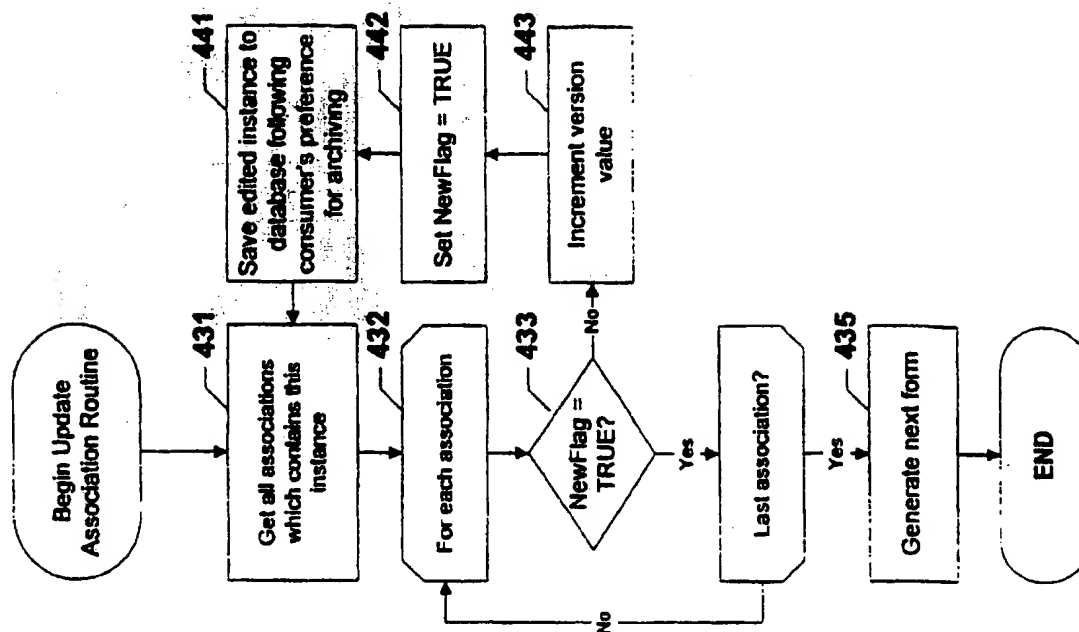 Begin Update
Association Routine
431
Get all associations
which contains this
instance
432
For each association
433
NewFlag =
TRUE?
No
Yes
Last association?
No
Yes
435
Generate next form
END
441
Save edited instance to
database following
consumer's preference
for archiving
442
Set NewFlag = TRUE
443
Increment version
value